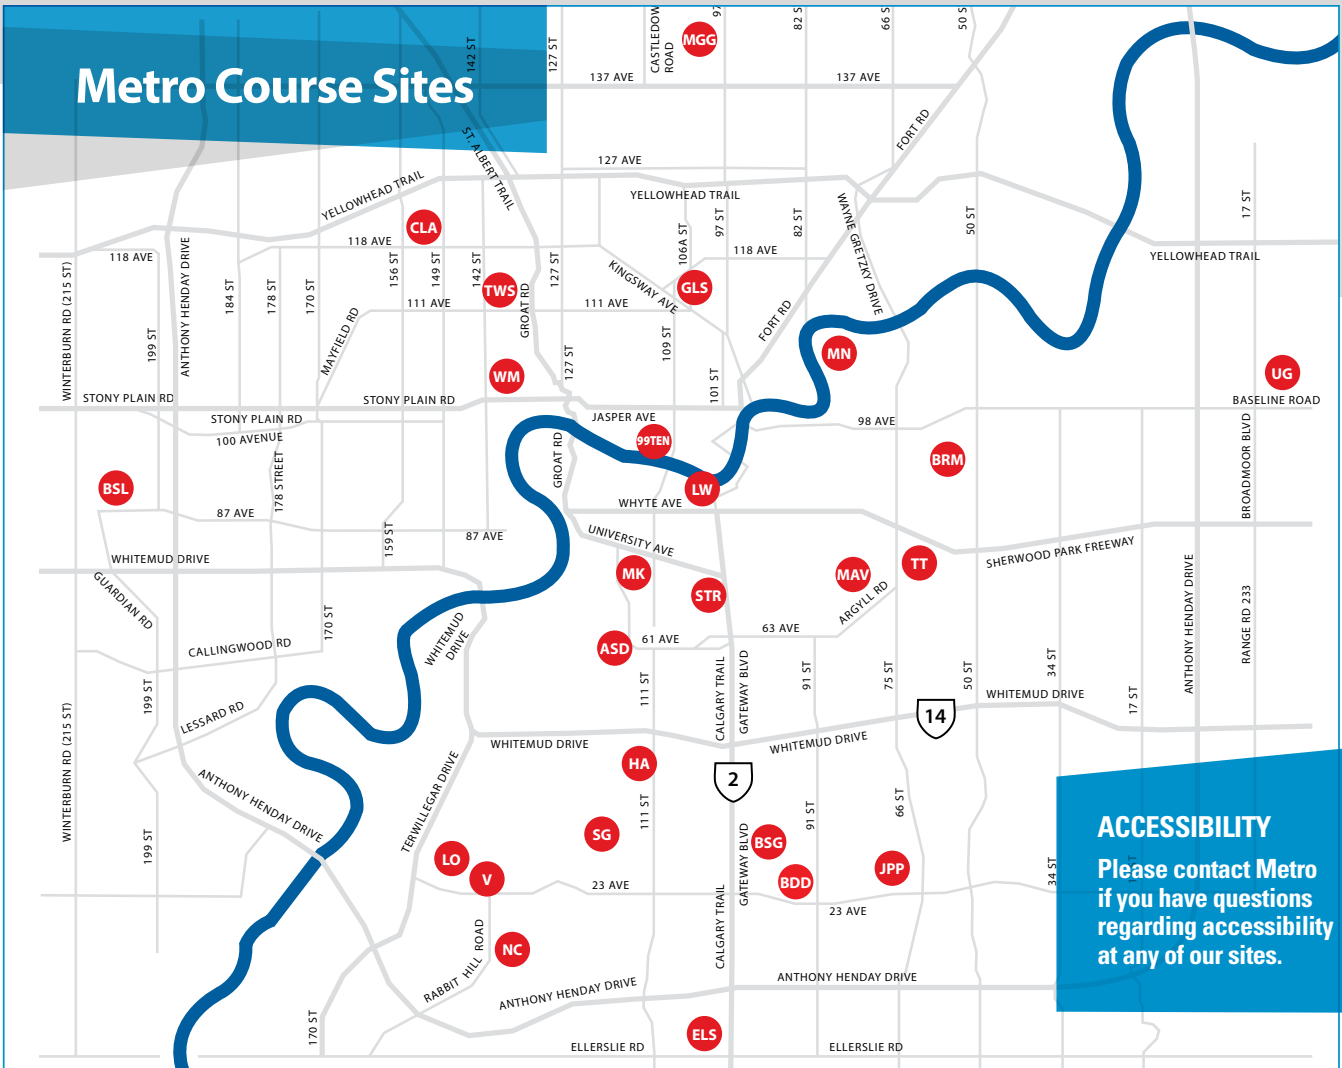 Metro Course Sites
142 ST
127 ST
CASTLEDOW
ROAD
MGG
97
82 ST
66 S
50 S
137 AVE
137 AVE
ST. ALBERT TRAIL
127 AVE
FORT RD
YELLOWHEAD TRAIL
YELLOWHEAD TRAIL
WAYNE GRETZKY DRIVE
17 ST
50 ST
CLA
118 AVE
118 AVE
106A ST
97 ST
82 ST
118 AVE
YELLOWHEAD TRAIL
WINTERBURN RD (215 ST)
ANTHONY HENDAY DRIVE
184 ST
178 ST
170 ST
156 ST
149 ST
142 ST
127 ST
TWS
GROAT RD
KINGSWAY AVE
GLS
111 AVE
111 AVE
FORT RD
199 ST
MAYFIELD RD
127 ST
109 ST
101 ST
MN
WM
UG
STONY PLAIN RD
STONY PLAIN RD
BASELINE ROAD
STONY PLAIN RD
JASPER AVE
98 AVE
100 AVENUE
99TEN
GROAT RD
BRM
BROADMOOR BLVD
178 STREET
BSL
LW
WHYTE AVE
87 AVE
87 AVE
159 ST
UNIVERSITY AVE
SHERWOOD PARK FREEWAY
WHITEMUD DRIVE
MK
STR
MAV
TT
ARGYLL RD
GUARDIAN RD
170 ST
WHITEMUD
DRIVE
ANTHONY HENDAY DRIVE
RANGE RD 233
CALLINGWOOD RD
ASD
61 AVE
63 AVE
199 ST
LESSARD RD
111 ST
CALGARY TRAIL
GATEWAY BLVD
91 ST
75 ST
50 ST
34 ST
17 ST
WHITEMUD DRIVE
14
WHITEMUD DRIVE
WHITEMUD DRIVE
WINTERBURN RD (215 ST)
ANTHONY HENDAY DRIVE
TERWILLEGAR DRIVE
HA
2
111 ST
91 ST
66 ST
199 ST
SG
GATEWAY BLVD
BSG
LO
V
BDD
JPP
34 ST
23 AVE
23 AVE
CALGARY TRAIL
NC
RABBIT HILL ROAD
ANTHONY HENDAY DRIVE
ANTHONY HENDAY DRIVE
170 ST
ELS
ELLERSLIE RD
ELLERSLIE RD
ACCESSIBILITY
Please contact Metro
if you have questions
regarding accessibility
at any of our sites.